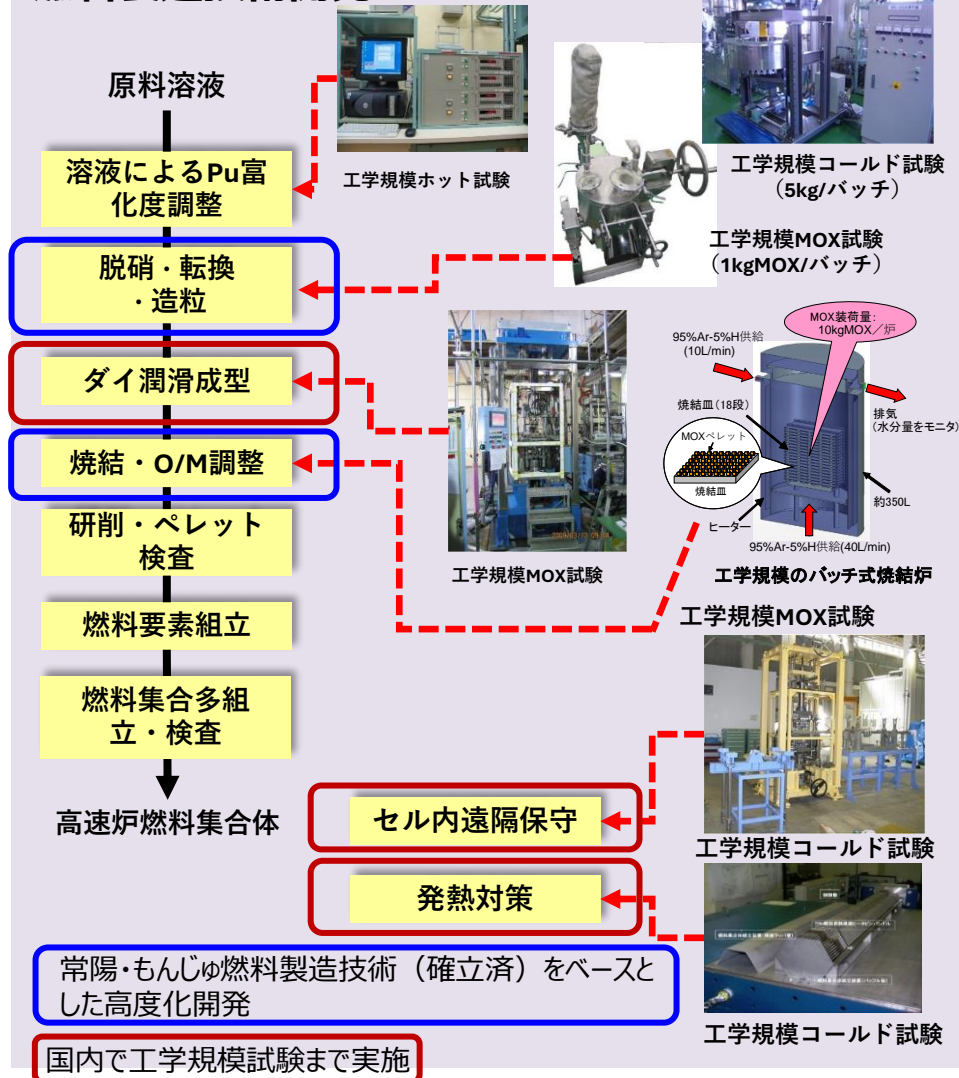 原料溶液
溶液によるPu富
化度調整
脱硝・転換
・造粒
ダイ潤滑成型
焼結・O/M調整
研削・ペレット
検査
燃料要素組立
燃料集合多組
立・検査
高速炉燃料集合体
工学規模ホット試験
工学規模コールド試験
（5kg/バッチ）
工学規模MOX試験
（1kgMOX/バッチ）
2009/03/13
工学規模MOX試験
MOX装荷量：
10kgMOX／炉
95%Ar-5%H供給
(10L/min)
焼結皿（18段）
MOXペレット
焼結皿
ヒーター
排気
（水分量をモニタ）
約350L
95%Ar-5%H供給(40L/min)
工学規模のバッチ式焼結炉
工学規模MOX試験
セル内遠隔保守
工学規模コールド試験
発熱対策
工学規模コールド試験
常陽・もんじゅ燃料製造技術（確立済）をベースと
した高度化開発
国内で工学規模試験まで実施